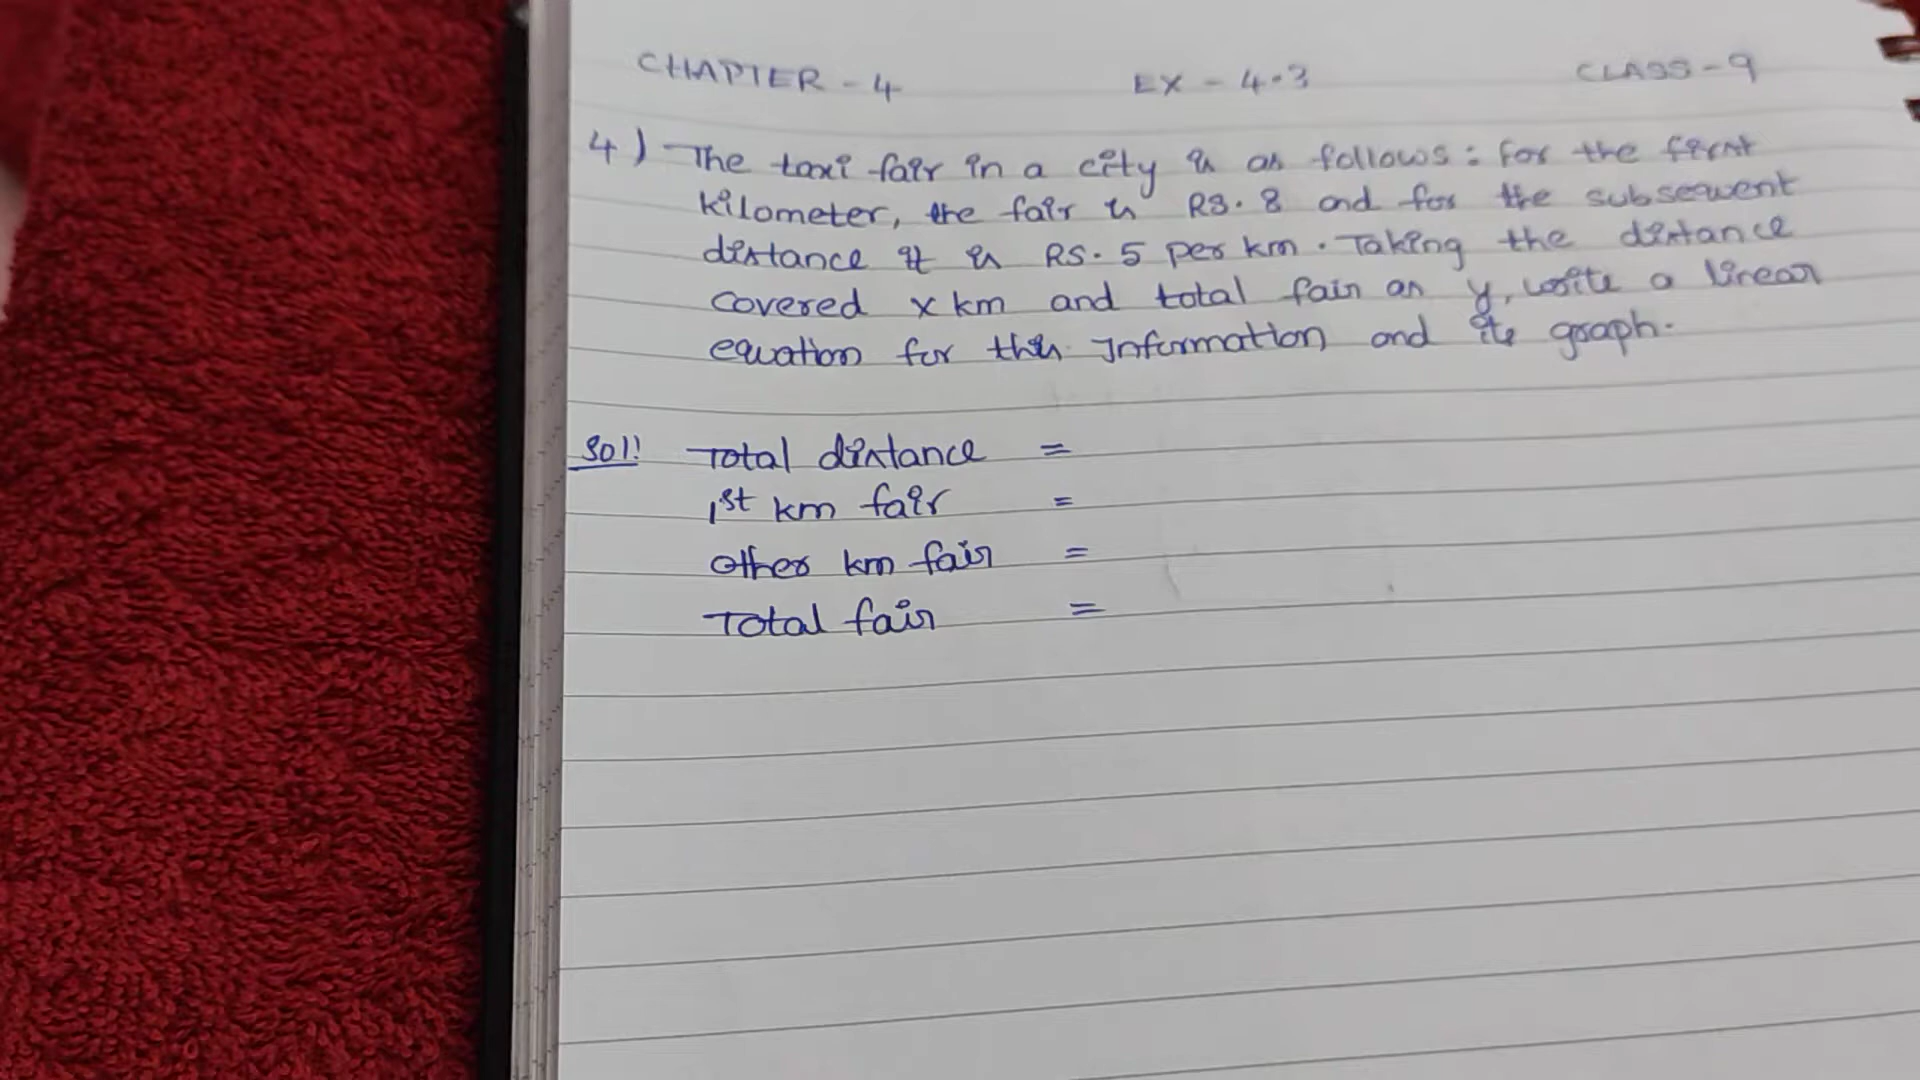 CHAPTER - 4 EX - 4.3 CLASS - 9
4) The taxi fair in a city is as follows: for the first
kilometer, the fair is RS. 8 and for the subsequent
distance it is RS. 5 per km. Taking the distance
covered x km and total fair as y, write a linear
equation for this Information and its graph.
Sol! Total distance =
1st km fair =
other km fair =
Total fair =